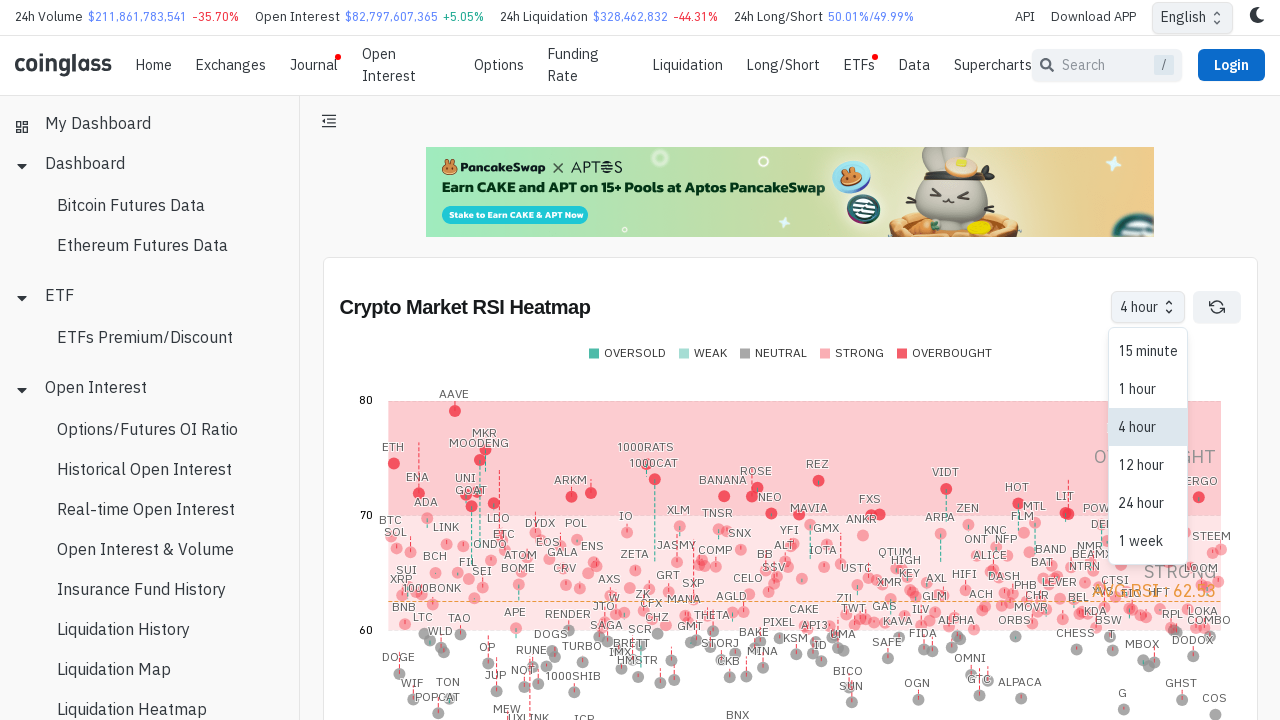 24h Volume $211,861,783,541 -35.70% Open Interest $82,797,607,365 +5.05% 24h Liquidation $328,462,832 -44.31% 24h Long/Short 50.01%/49.99% API Download APP English
coinglass Home Exchanges Journal Open Interest Options Funding Rate Liquidation Long/Short ETFs Data Supercharts Search / Login
My Dashboard
Dashboard
Bitcoin Futures Data
Ethereum Futures Data
ETF
ETFs Premium/Discount
Open Interest
Options/Futures OI Ratio
Historical Open Interest
Real-time Open Interest
Open Interest & Volume
Insurance Fund History
Liquidation History
Liquidation Map
Liquidation Heatmap
PancakeSwap × APTOS
Earn CAKE and APT on 15+ Pools at Aptos PancakeSwap
Stake to Earn CAKE & APT Now
Crypto Market RSI Heatmap
4 hour
15 minute
1 hour
4 hour
12 hour
24 hour
1 week
OVERSOLD WEAK NEUTRAL STRONG OVERBOUGHT
80
AAVE
MKR
ETH MOODENG 1000RATS
1000CAT ROSE REZ
ENA UNI ARKM BANANA VIDT ERGO
GOAT NEO HOT LIT
ADA FXS
70
XLM TNSR MAVIA ZEN MTL
BTC LDO DYDX POL IO ANKR ARPA FLM
SOL LINK ETC SNX YFI GMX KNC
ONDO EOS ENS JASMY ALT ONT NFP STEEM
BCH ATOM GALA ZETA COMP BB IOTA QTUM ALICE BAND NMR
SUI FIL BOME CRV GRT $$V HIGH BAT NTRN LOOM
XRP SEI AXS SXP CELO XMR KEY AXL HIFI DASH LEVER CTSI STRONG
1000BONK ZK MANA AGLD ZIL GLM ACH PHB CHR BEL HFT
BNB APE JTO CFX THETA CAKE TWT GAS ILV MOVR KDA LOKA
LTC TAO RENDER CHZ PIXEL API3 KAVA ALPHA ORBS BSW RPL COMBO
60
WLD DOGS SAGA SCR GMT BAKE KSM UMA FIDA CHESS T
DOGE OP RUNE TURBO IMX BRETT STORJ MINA ID SAFE OMNI MBOX DODOX
WIF TON JUP NOT 1000SHIB HMSTR CKB BICO OGN GTC ALPACA G GHST
POPCAT SUN COS
MEW BNX
UXLINK ICP